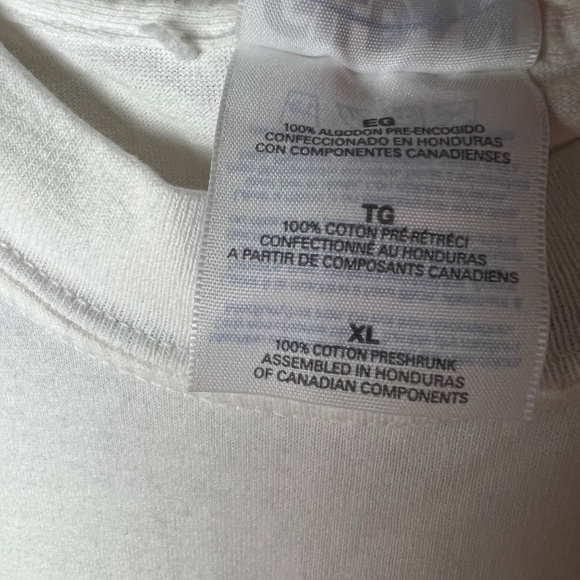 EG
100% ALGODON PRE-ENCOGIDO
CONFECCIONADO EN HONDURAS
CON COMPONENTES CANADIENSES
TG
100% COTON PRÉ-RÉTRÉCI
CONFECTIONNÉ AU HONDURAS
A PARTIR DE COMPOSANTS CANADIENS
XL
100% COTTON PRESHRUNK
ASSEMBLED IN HONDURAS
OF CANADIAN COMPONENTS